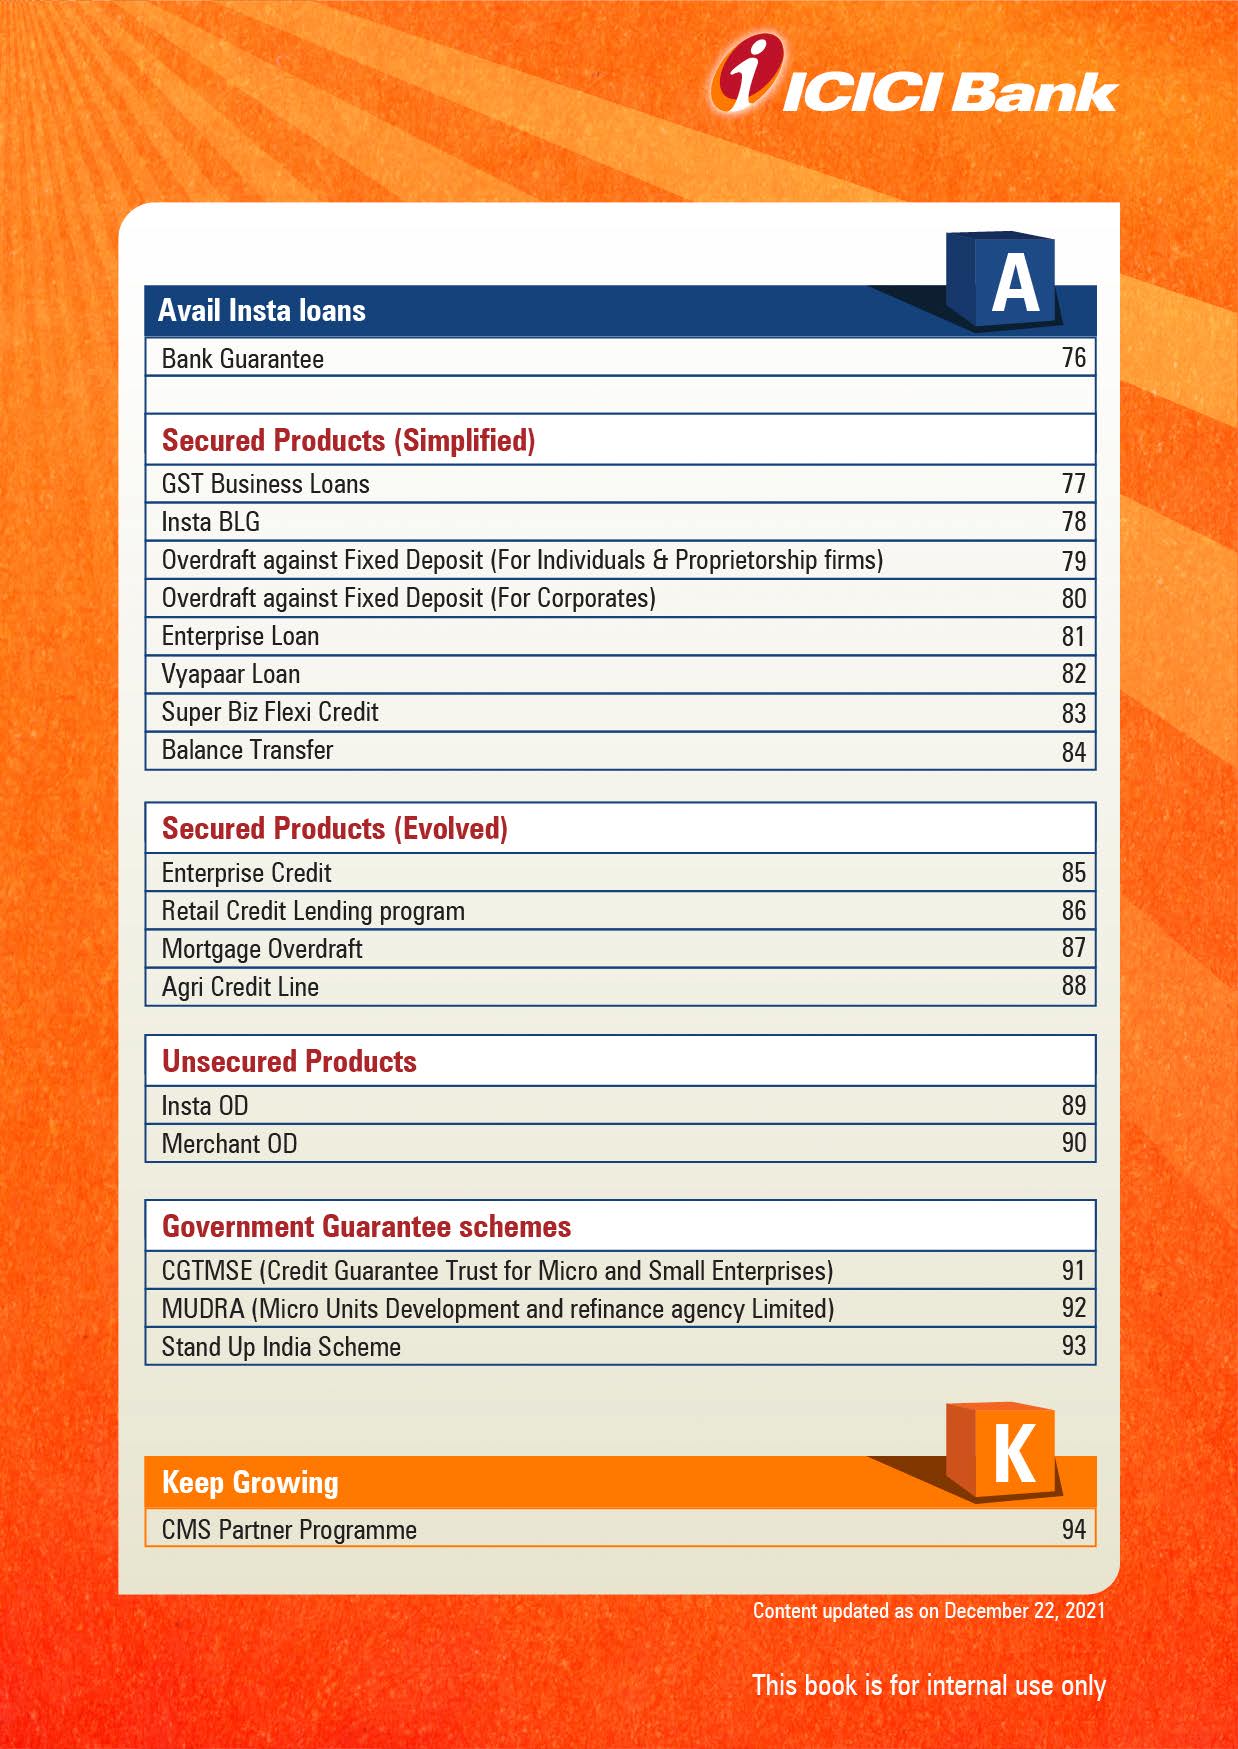 i ICICI Bank
A
Avail Insta loans
Bank Guarantee 76
Secured Products (Simplified)
GST Business Loans 77
Insta BLG 78
Overdraft against Fixed Deposit (For Individuals & Proprietorship firms) 79
Overdraft against Fixed Deposit (For Corporates) 80
Enterprise Loan 81
Vyapaar Loan 82
Super Biz Flexi Credit 83
Balance Transfer 84
Secured Products (Evolved)
Enterprise Credit 85
Retail Credit Lending program 86
Mortgage Overdraft 87
Agri Credit Line 88
Unsecured Products
Insta OD 89
Merchant OD 90
Government Guarantee schemes
CGTMSE (Credit Guarantee Trust for Micro and Small Enterprises) 91
MUDRA (Micro Units Development and refinance agency Limited) 92
Stand Up India Scheme 93
K
Keep Growing
CMS Partner Programme 94
Content updated as on December 22, 2021
This book is for internal use only